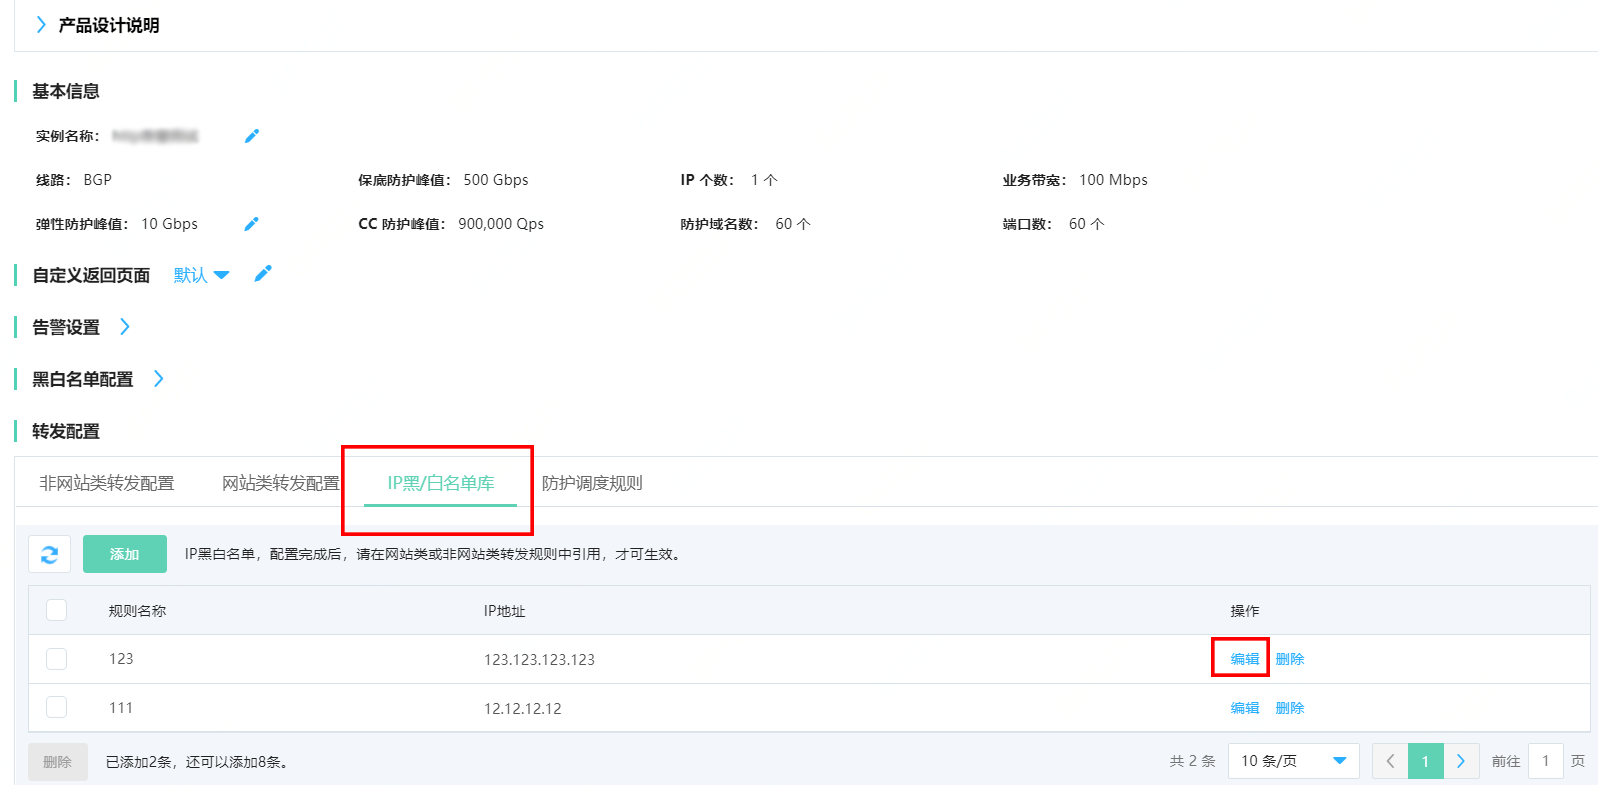 产品设计说明
基本信息
实例名称：
线路： BGP 保底防护峰值： 500 Gbps IP 个数： 1 个 业务带宽： 100 Mbps
弹性防护峰值： 10 Gbps CC 防护峰值： 900,000 Qps 防护域名数： 60 个 端口数： 60 个
自定义返回页面 默认
告警设置
黑白名单配置
转发配置
非网站类转发配置 网站类转发配置 IP黑/白名单库 防护调度规则
添加 IP黑白名单，配置完成后，请在网站类或非网站类转发规则中引用，才可生效。
规则名称 IP地址 操作
123 123.123.123.123 编辑 删除
111 12.12.12.12 编辑 删除
删除 已添加2条，还可以添加8条。 共 2 条 10 条/页 1 前往 1 页